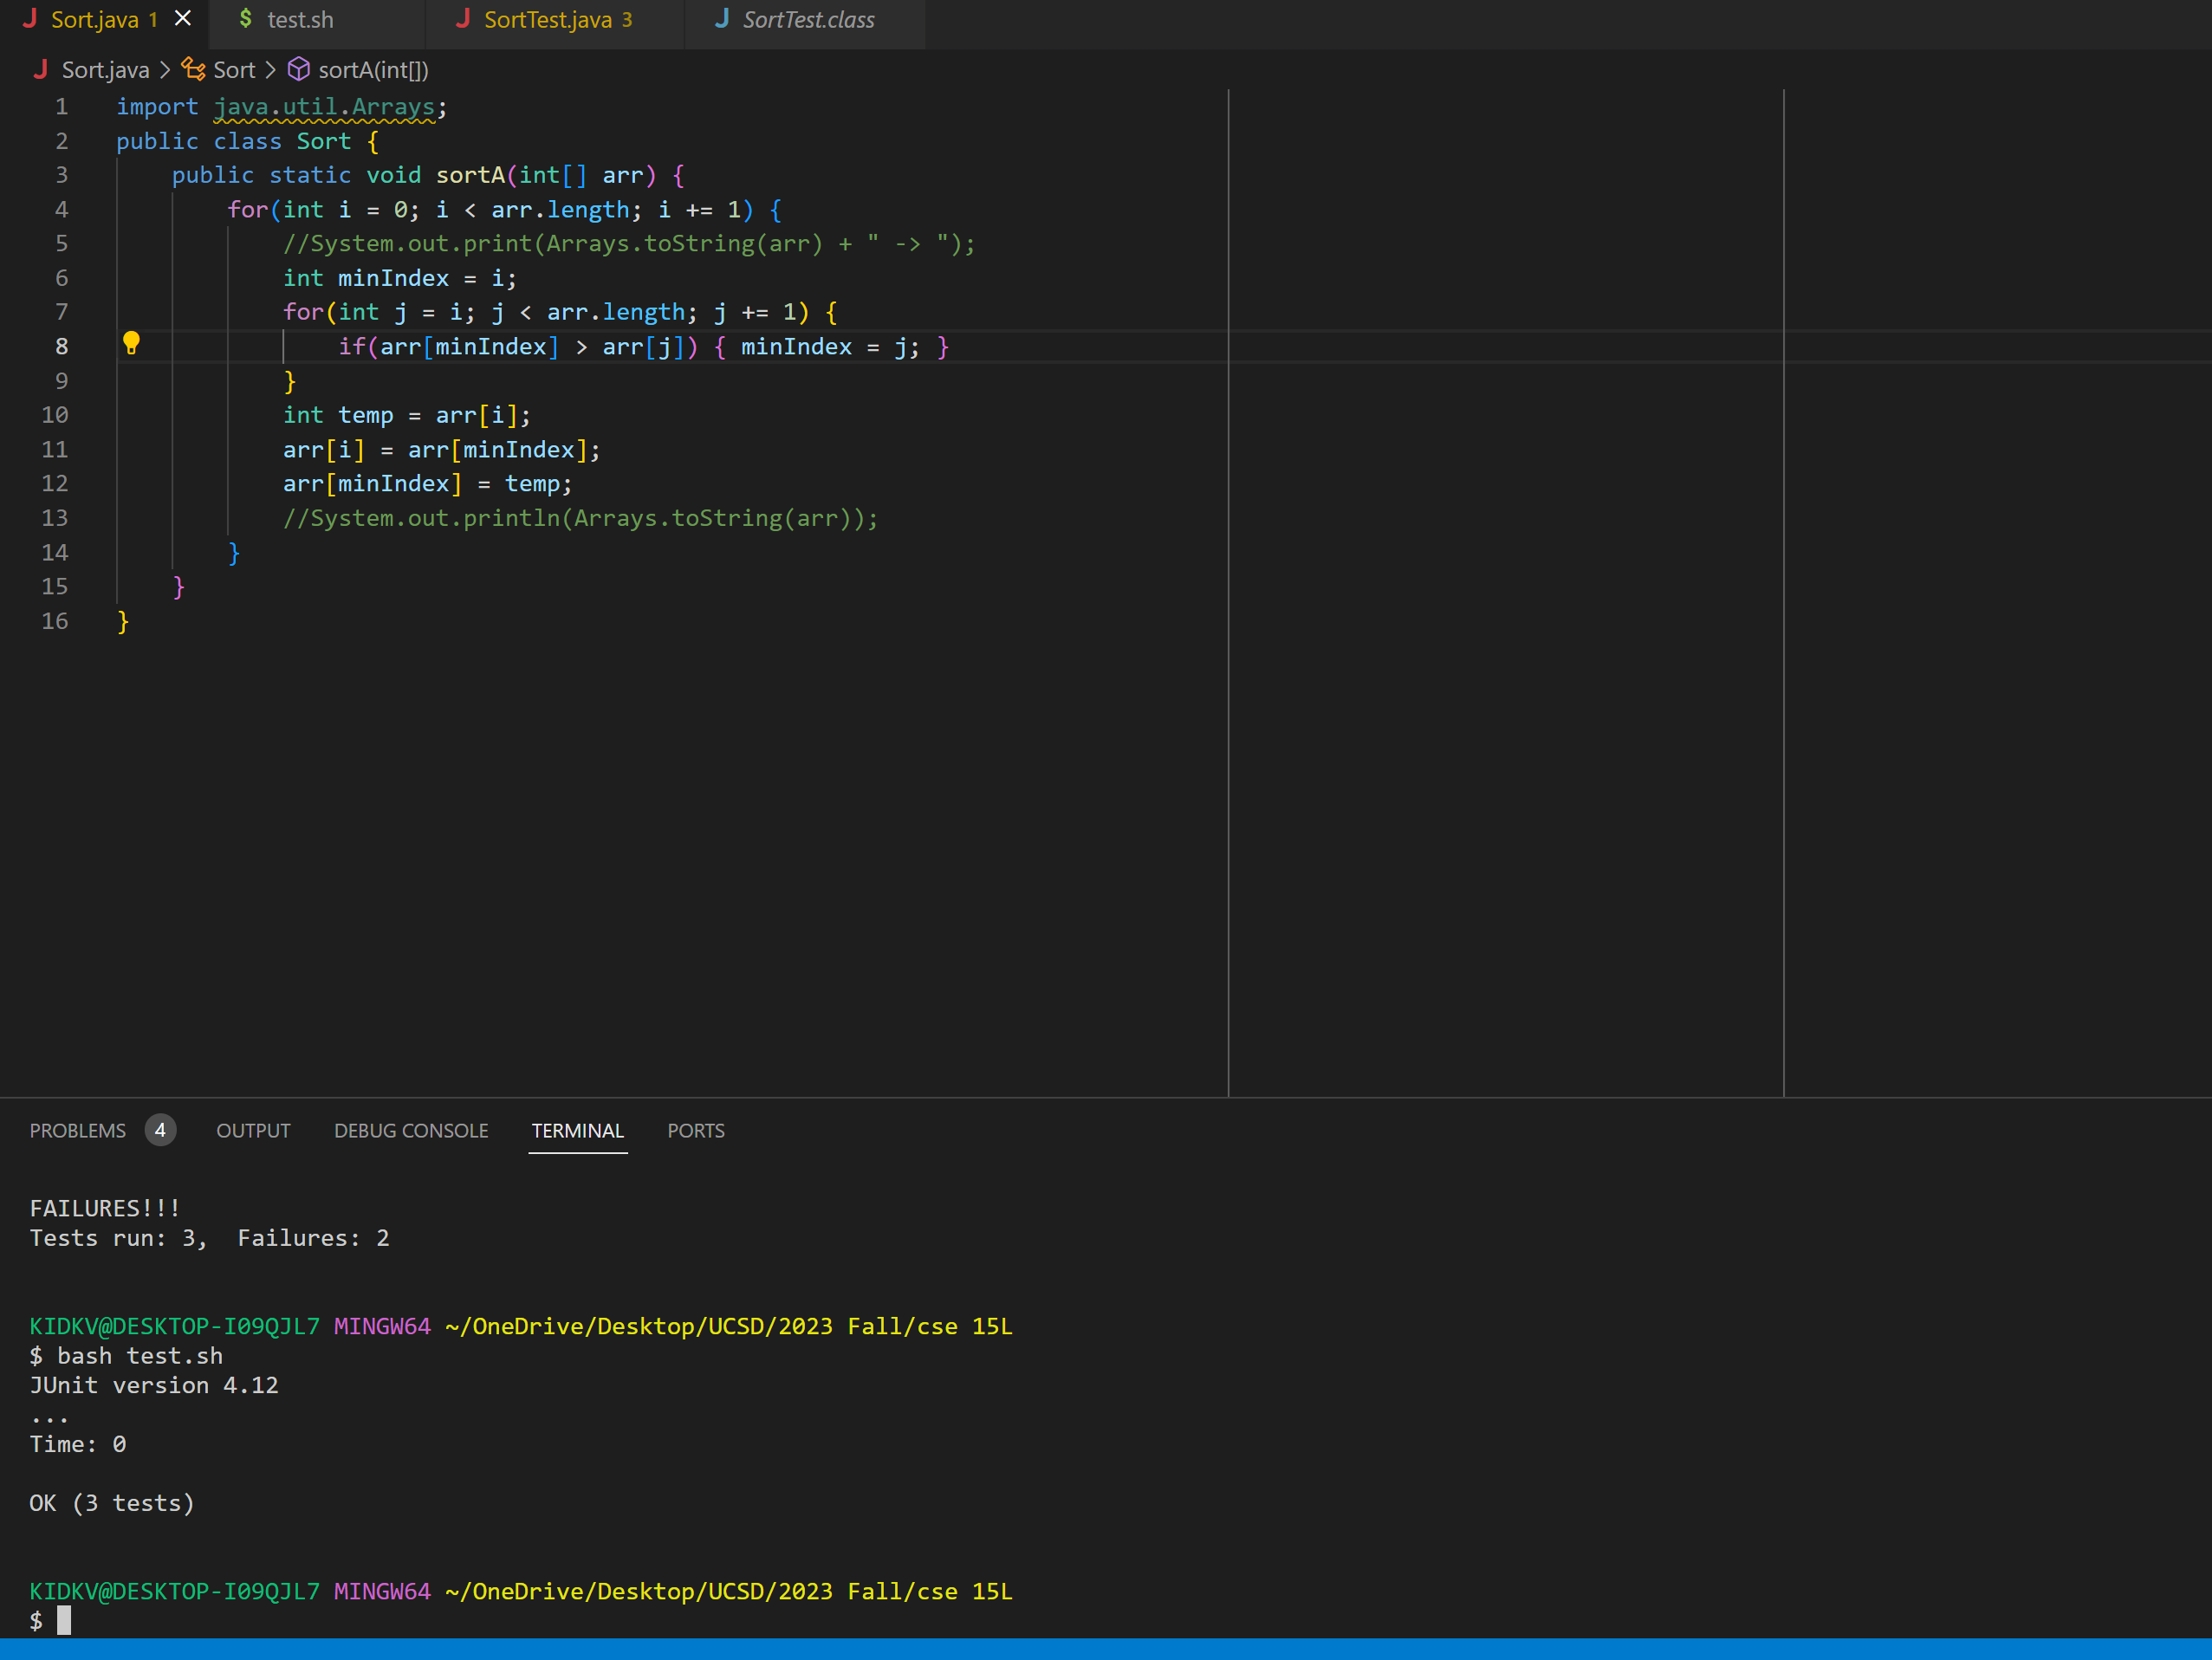 Sort.java 1 test.sh SortTest.java 3 SortTest.class
Sort.java > Sort > sortA(int[])
1 import java.util.Arrays;
2 public class Sort {
3 public static void sortA(int[] arr) {
4 for(int i = 0; i < arr.length; i += 1) {
5 //System.out.print(Arrays.toString(arr) + " -> ");
6 int minIndex = i;
7 for(int j = i; j < arr.length; j += 1) {
8 if(arr[minIndex] > arr[j]) { minIndex = j; }
9 }
10 int temp = arr[i];
11 arr[i] = arr[minIndex];
12 arr[minIndex] = temp;
13 //System.out.println(Arrays.toString(arr));
14 }
15 }
16 }
PROBLEMS 4 OUTPUT DEBUG CONSOLE TERMINAL PORTS
FAILURES!!!
Tests run: 3,  Failures: 2
KIDKV@DESKTOP-I09QJL7 MINGW64 ~/OneDrive/Desktop/UCSD/2023 Fall/cse 15L
$ bash test.sh
JUnit version 4.12
...
Time: 0
OK (3 tests)
KIDKV@DESKTOP-I09QJL7 MINGW64 ~/OneDrive/Desktop/UCSD/2023 Fall/cse 15L
$